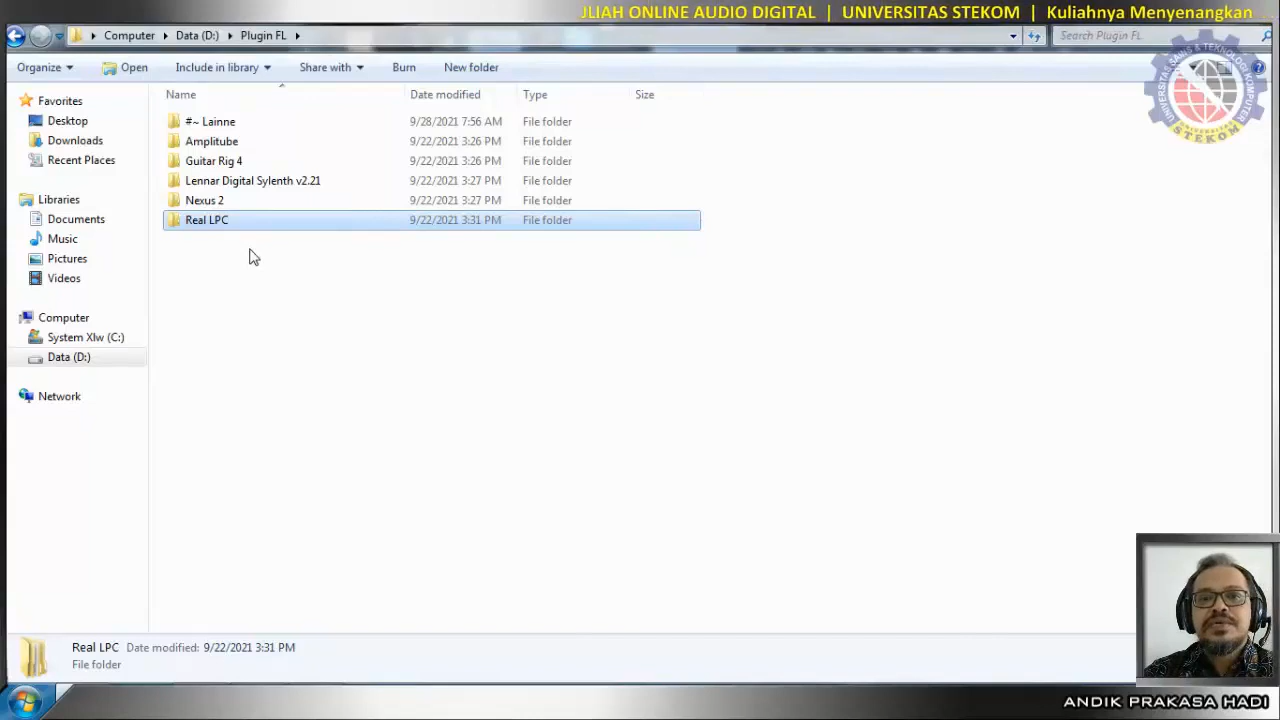 JLIAH ONLINE AUDIO DIGITAL | UNIVERSITAS STEKOM | Kuliahnya Menyenangkan
Computer Data (D:) Plugin FL
Search Plugin FL
Organize Open Include in library Share with Burn New folder
Name Date modified Type Size
Favorites
Desktop
Downloads
Recent Places
Libraries
Documents
Music
Pictures
Videos
Computer
System Xlw (C:)
Data (D:)
Network
#~ Lainne 9/28/2021 7:56 AM File folder
Amplitube 9/22/2021 3:26 PM File folder
Guitar Rig 4 9/22/2021 3:26 PM File folder
Lennar Digital Sylenth v2.21 9/22/2021 3:27 PM File folder
Nexus 2 9/22/2021 3:27 PM File folder
Real LPC 9/22/2021 3:31 PM File folder
UNIVERSITAS SAINS & TEKNOLOGI KOMPUTER
STEKOM
Real LPC Date modified: 9/22/2021 3:31 PM
File folder
ANDIK PRAKASA HADI